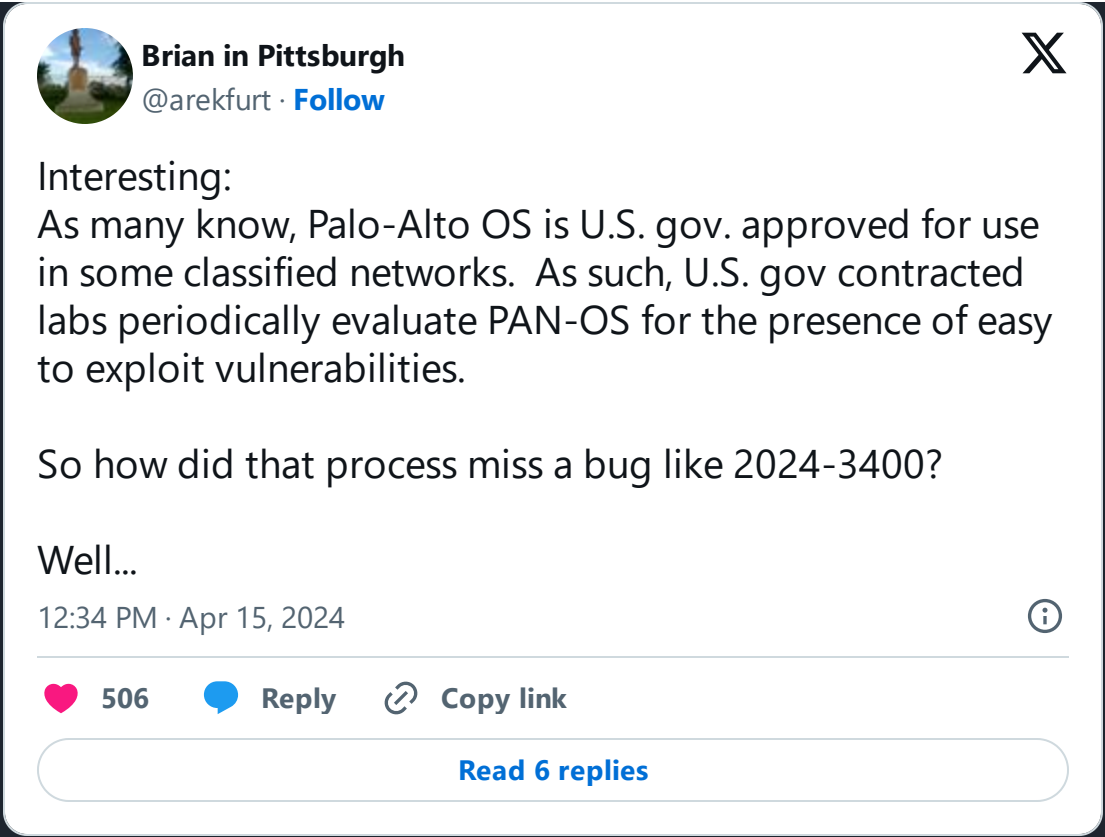 Brian in Pittsburgh
@arekfurt · Follow
Interesting:
As many know, Palo-Alto OS is U.S. gov. approved for use
in some classified networks.  As such, U.S. gov contracted
labs periodically evaluate PAN-OS for the presence of easy
to exploit vulnerabilities.
So how did that process miss a bug like 2024-3400?
Well...
12:34 PM · Apr 15, 2024
506 Reply Copy link
Read 6 replies